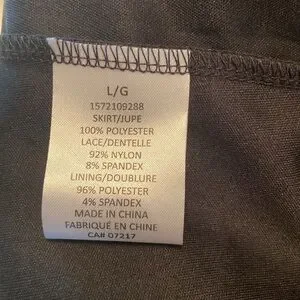 L/G
1572109288
SKIRT/JUPE
100% POLYESTER
LACE/DENTELLE
92% NYLON
8% SPANDEX
LINING/DOUBLURE
96% POLYESTER
4% SPANDEX
MADE IN CHINA
FABRIQUÉ EN CHINE
CA# 07217